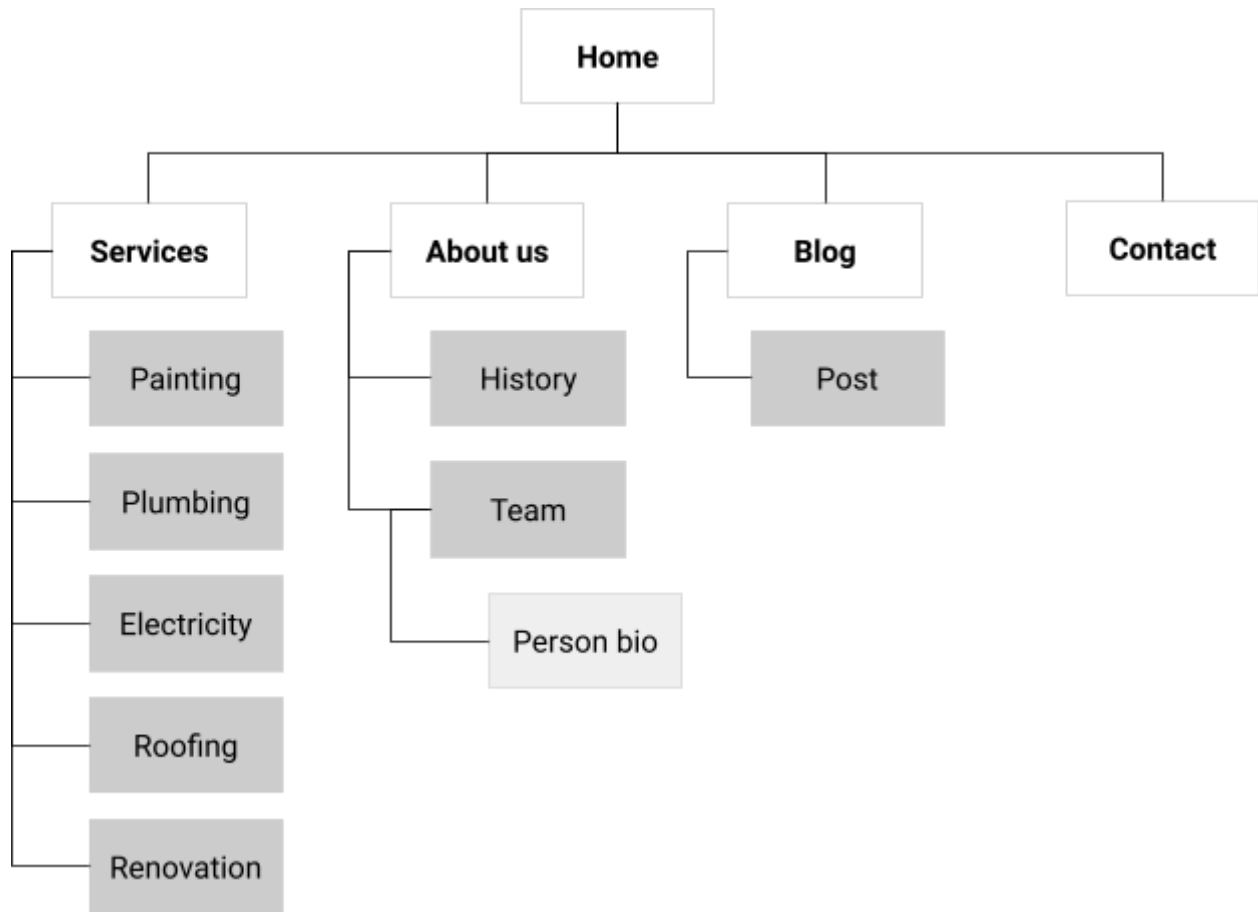 Home
Services
About us
Blog
Contact
Painting
History
Post
Plumbing
Team
Electricity
Person bio
Roofing
Renovation